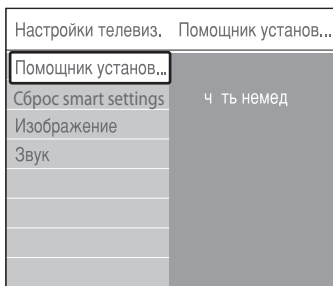 Настройки телевиз. Помощник установ...
Помощник установ...
Сброс smart settings ч ть немед
Изображение
Звук